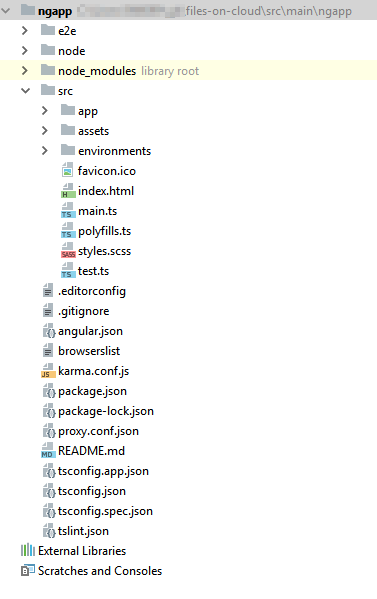 ngapp files-on-cloud\src\main\ngapp
e2e
node
node_modules library root
src
app
assets
environments
favicon.ico
index.html
main.ts
polyfills.ts
styles.scss
test.ts
.editorconfig
.gitignore
angular.json
browserslist
karma.conf.js
package.json
package-lock.json
proxy.conf.json
README.md
tsconfig.app.json
tsconfig.json
tsconfig.spec.json
tslint.json
External Libraries
Scratches and Consoles